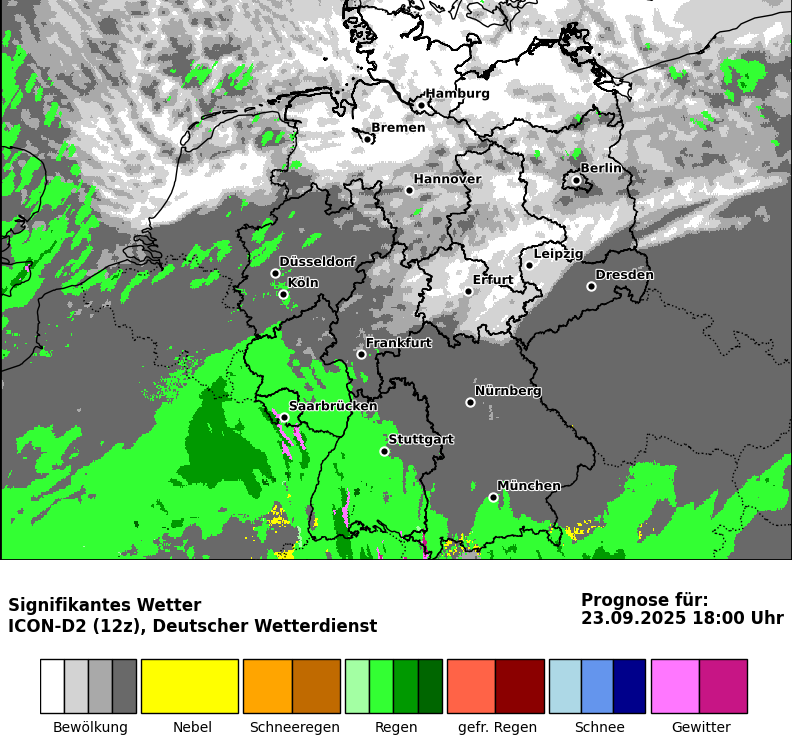 Hamburg
Bremen
Berlin
Hannover
Leipzig
Düsseldorf
Dresden
Köln
Erfurt
Frankfurt
Nürnberg
Saarbrücken
Stuttgart
München
Signifikantes Wetter
ICON-D2 (12z), Deutscher Wetterdienst
Prognose für:
23.09.2025 18:00 Uhr
Bewölkung
Nebel
Schneeregen
Regen
gefr. Regen
Schnee
Gewitter